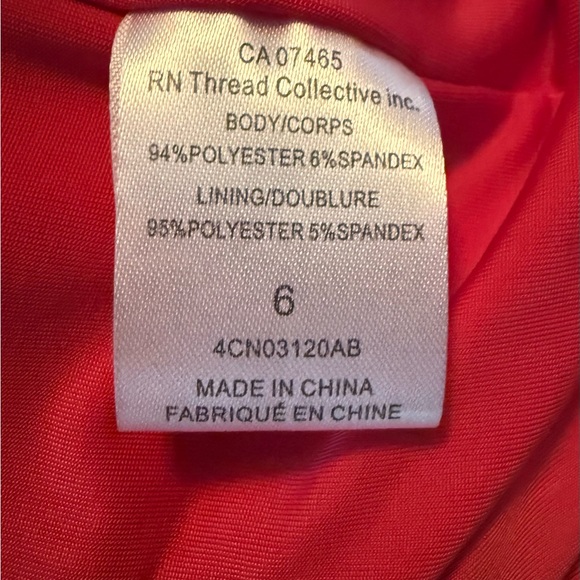 CA 07465
RN Thread Collective inc.
BODY/CORPS
94%POLYESTER 6%SPANDEX
LINING/DOUBLURE
95%POLYESTER 5%SPANDEX
6
4CN03120AB
MADE IN CHINA
FABRIQUÉ EN CHINE